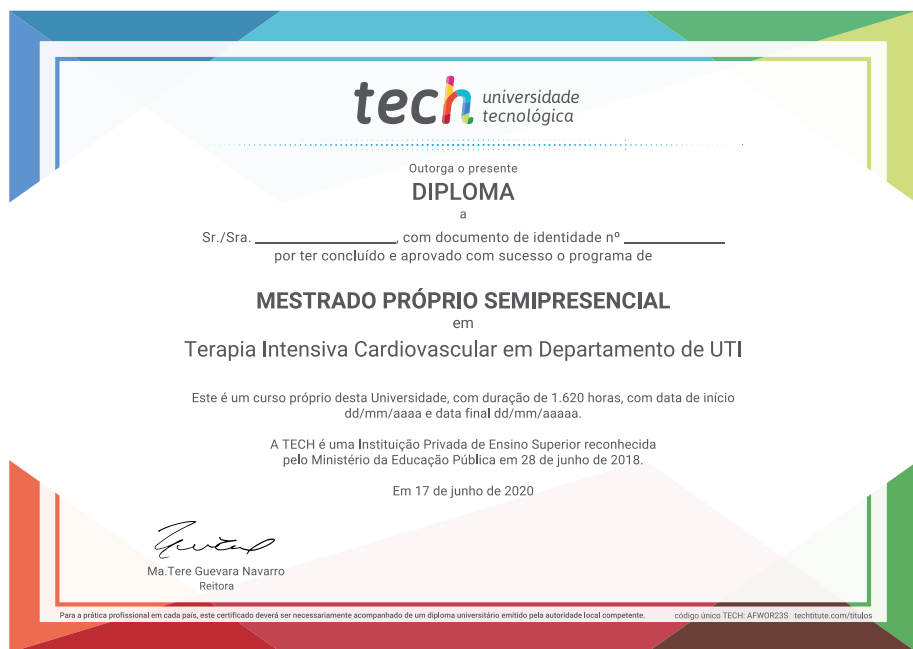 tech universidade
tecnológica
Outorga o presente
DIPLOMA
a
Sr./Sra. ____________________, com documento de identidade nº ______________
por ter concluído e aprovado com sucesso o programa de
MESTRADO PRÓPRIO SEMIPRESENCIAL
em
Terapia Intensiva Cardiovascular em Departamento de UTI
Este é um curso próprio desta Universidade, com duração de 1.620 horas, com data de início
dd/mm/aaaa e data final dd/mm/aaaaa.
A TECH é uma Instituição Privada de Ensino Superior reconhecida
pelo Ministério da Educação Pública em 28 de junho de 2018.
Em 17 de junho de 2020
Ma.Tere Guevara Navarro
Reitora
Para a prática profissional em cada país, este certificado deverá ser necessariamente acompanhado de um diploma universitário emitido pela autoridade local competente. código único TECH: AFWOR23S techtitute.com/titulos